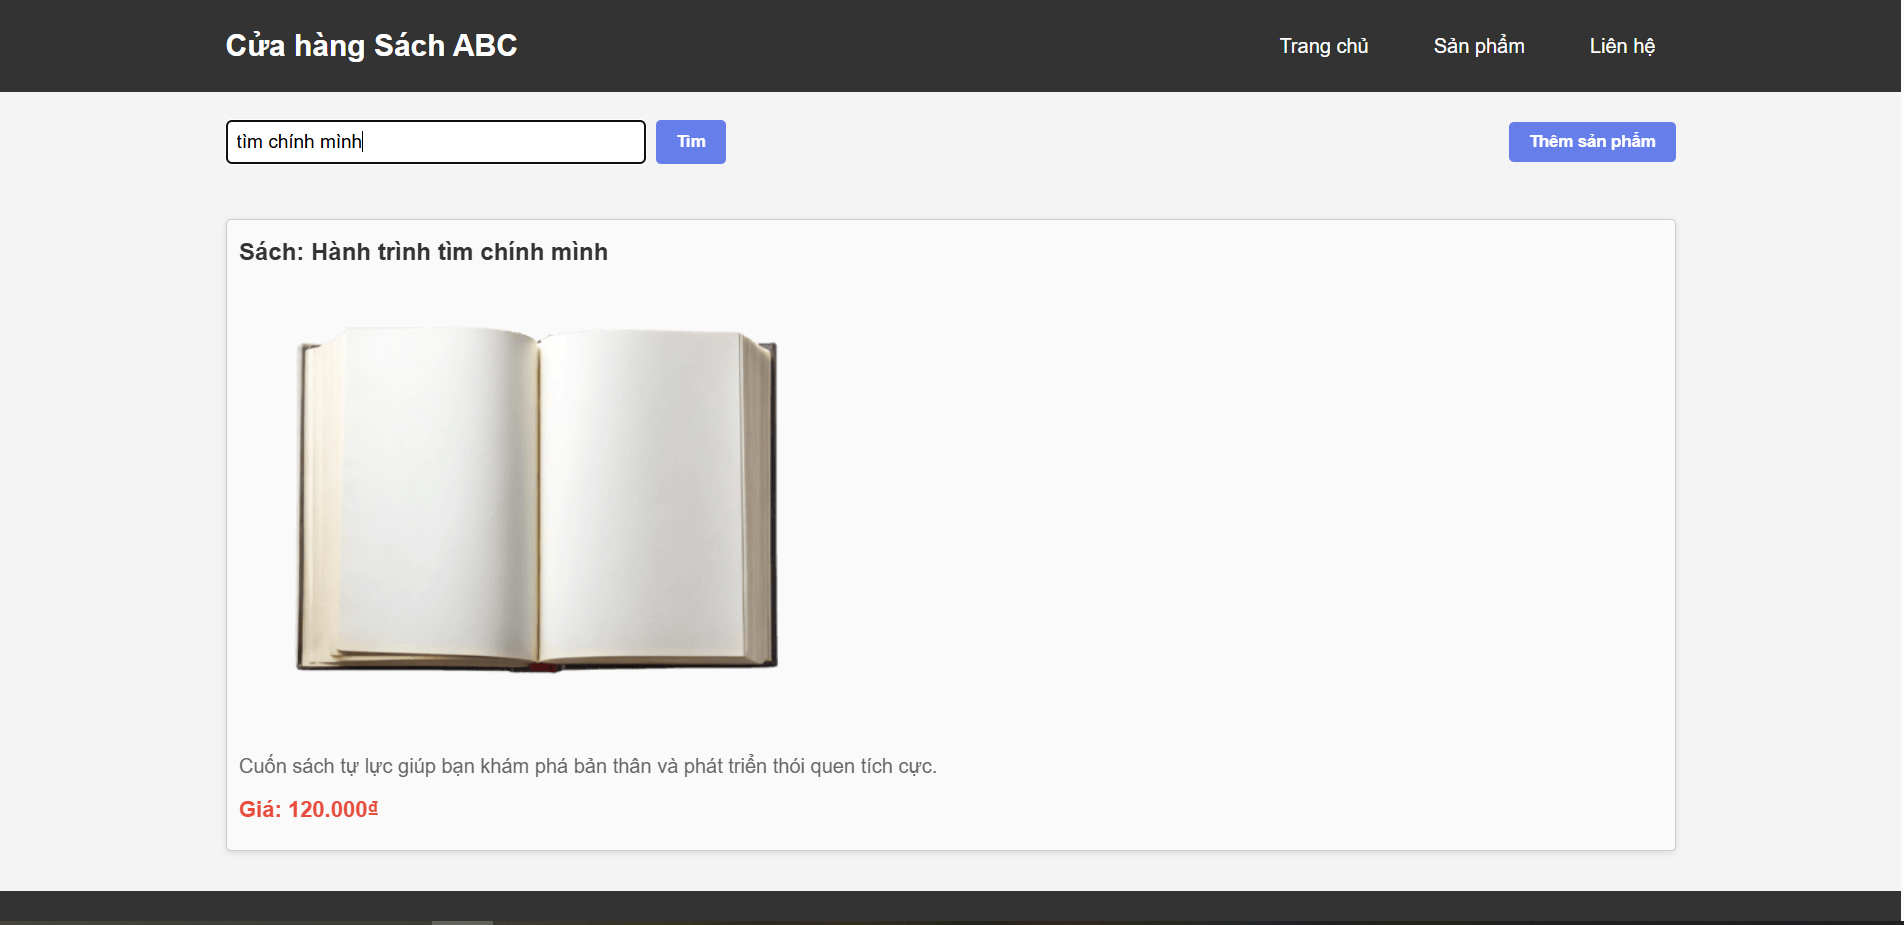 Cửa hàng Sách ABC
Trang chủ
Sản phẩm
Liên hệ
tìm chính mình
Tìm
Thêm sản phẩm
Sách: Hành trình tìm chính mình
Cuốn sách tự lực giúp bạn khám phá bản thân và phát triển thói quen tích cực.
Giá: 120.000₫